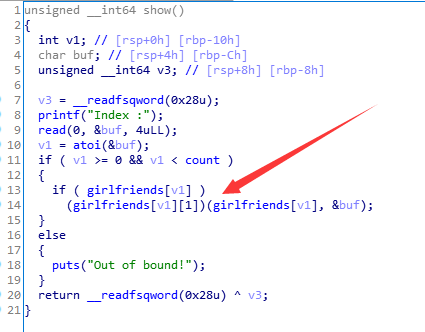 1 unsigned __int64 show()
2 {
3 int v1; // [rsp+0h] [rbp-10h]
4 char buf; // [rsp+4h] [rbp-Ch]
5 unsigned __int64 v3; // [rsp+8h] [rbp-8h]
6
7 v3 = __readfsqword(0x28u);
8 printf("Index :");
9 read(0, &buf, 4uLL);
10 v1 = atoi(&buf);
11 if ( v1 >= 0 && v1 < count )
12 {
13 if ( girlfriends[v1] )
14 (girlfriends[v1][1])(girlfriends[v1], &buf);
15 }
16 else
17 {
18 puts("Out of bound!");
19 }
20 return __readfsqword(0x28u) ^ v3;
21 }